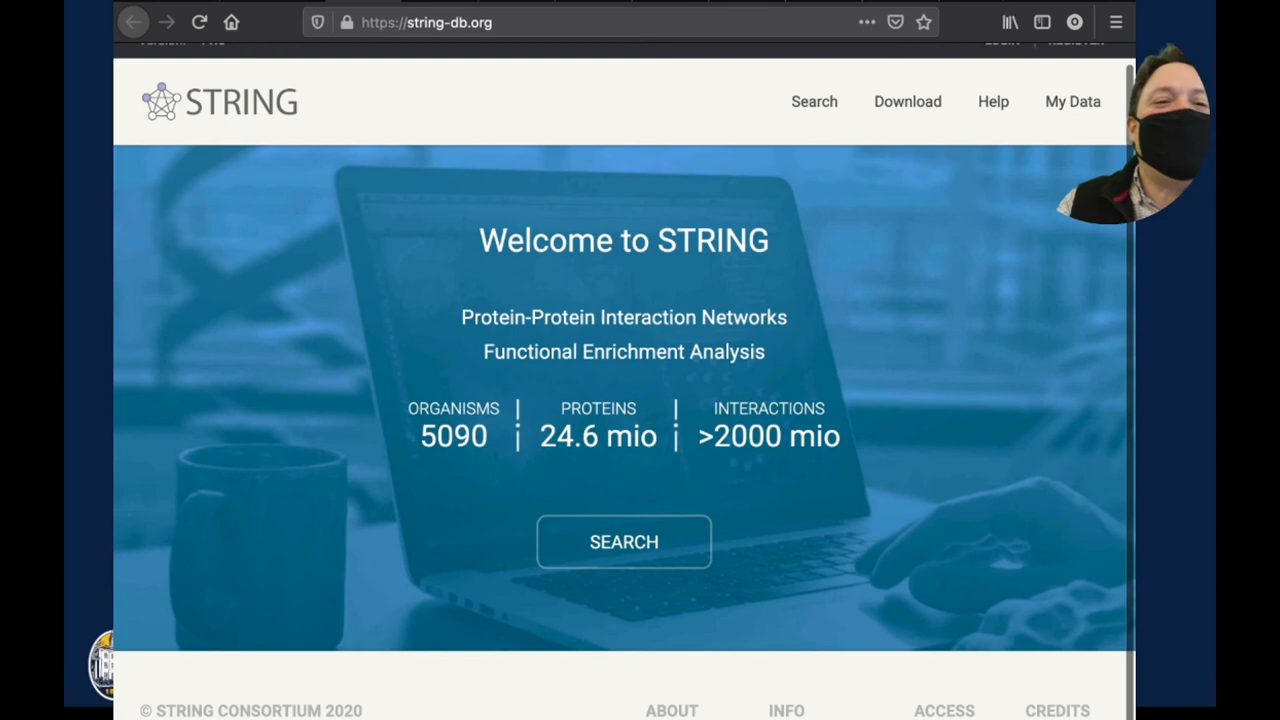 https://string-db.org
STRING
Search Download Help My Data
Welcome to STRING
Protein-Protein Interaction Networks
Functional Enrichment Analysis
ORGANISMS PROTEINS INTERACTIONS
5090 24.6 mio >2000 mio
SEARCH
© STRING CONSORTIUM 2020 ABOUT INFO ACCESS CREDITS